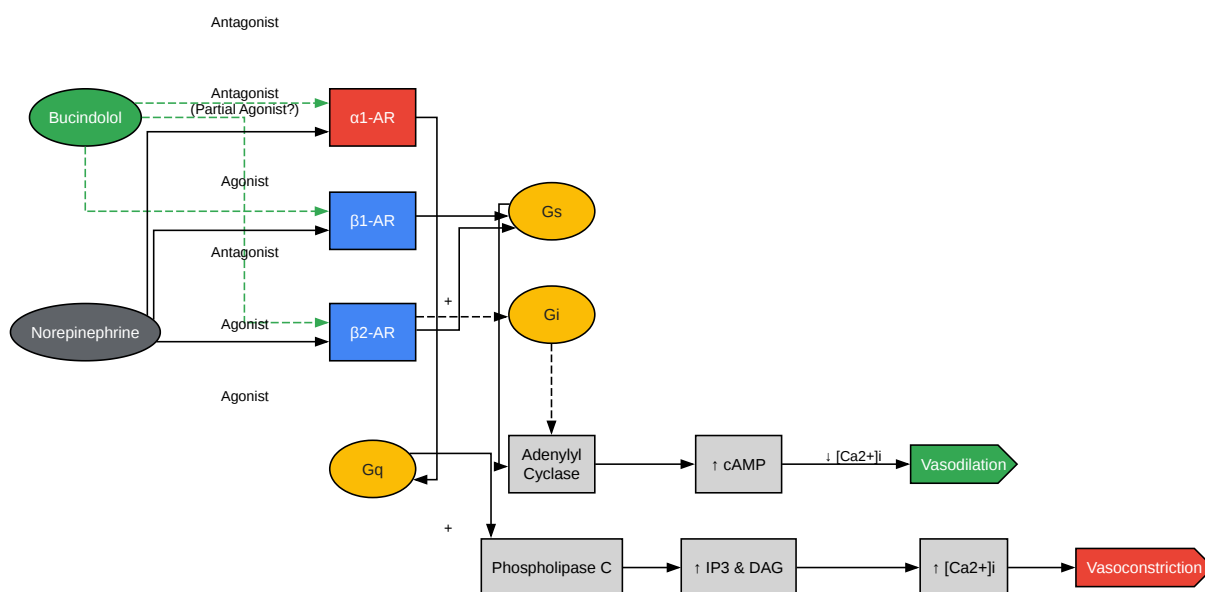 Antagonist
Antagonist
(Partial Agonist?)
Bucindolol
α1-AR
Agonist
β1-AR
Gs
Antagonist
+
Gi
Norepinephrine
Agonist
β2-AR
Agonist
Gq
Adenylyl
Cyclase
↑ cAMP
↓ [Ca2+]i
Vasodilation
+
Phospholipase C
↑ IP3 & DAG
↑ [Ca2+]i
Vasoconstriction